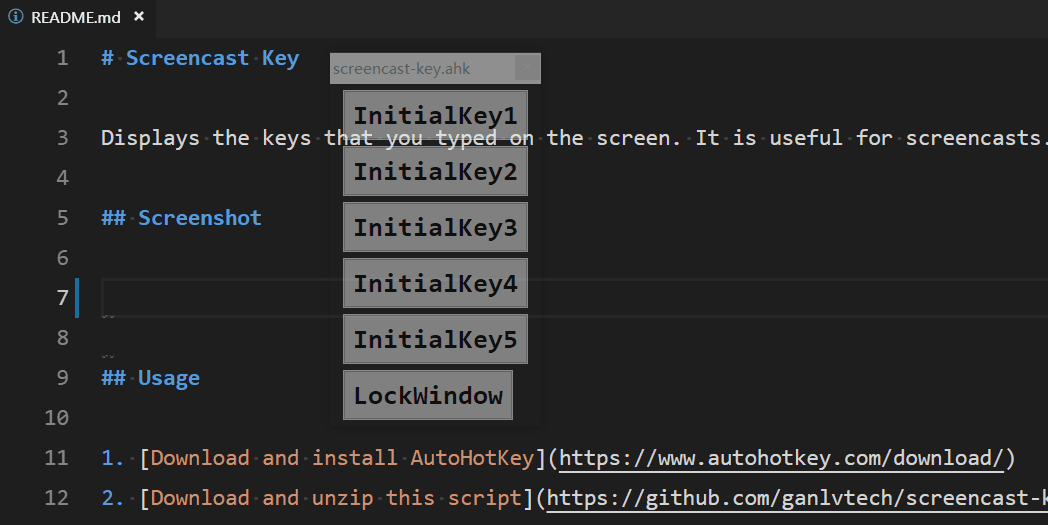 README.md ×
1 # Screencast Key
screencast-key.ahk ×
2
InitialKey1
3 Displays the keys that you typed on the screen. It is useful for screencasts.
4
InitialKey2
5 ## Screenshot
InitialKey3
6
InitialKey4
7
8
InitialKey5
9 ## Usage
LockWindow
10
11 1. [Download and install AutoHotKey](https://www.autohotkey.com/download/)
12 2. [Download and unzip this script](https://github.com/ganlvtech/screencast-k